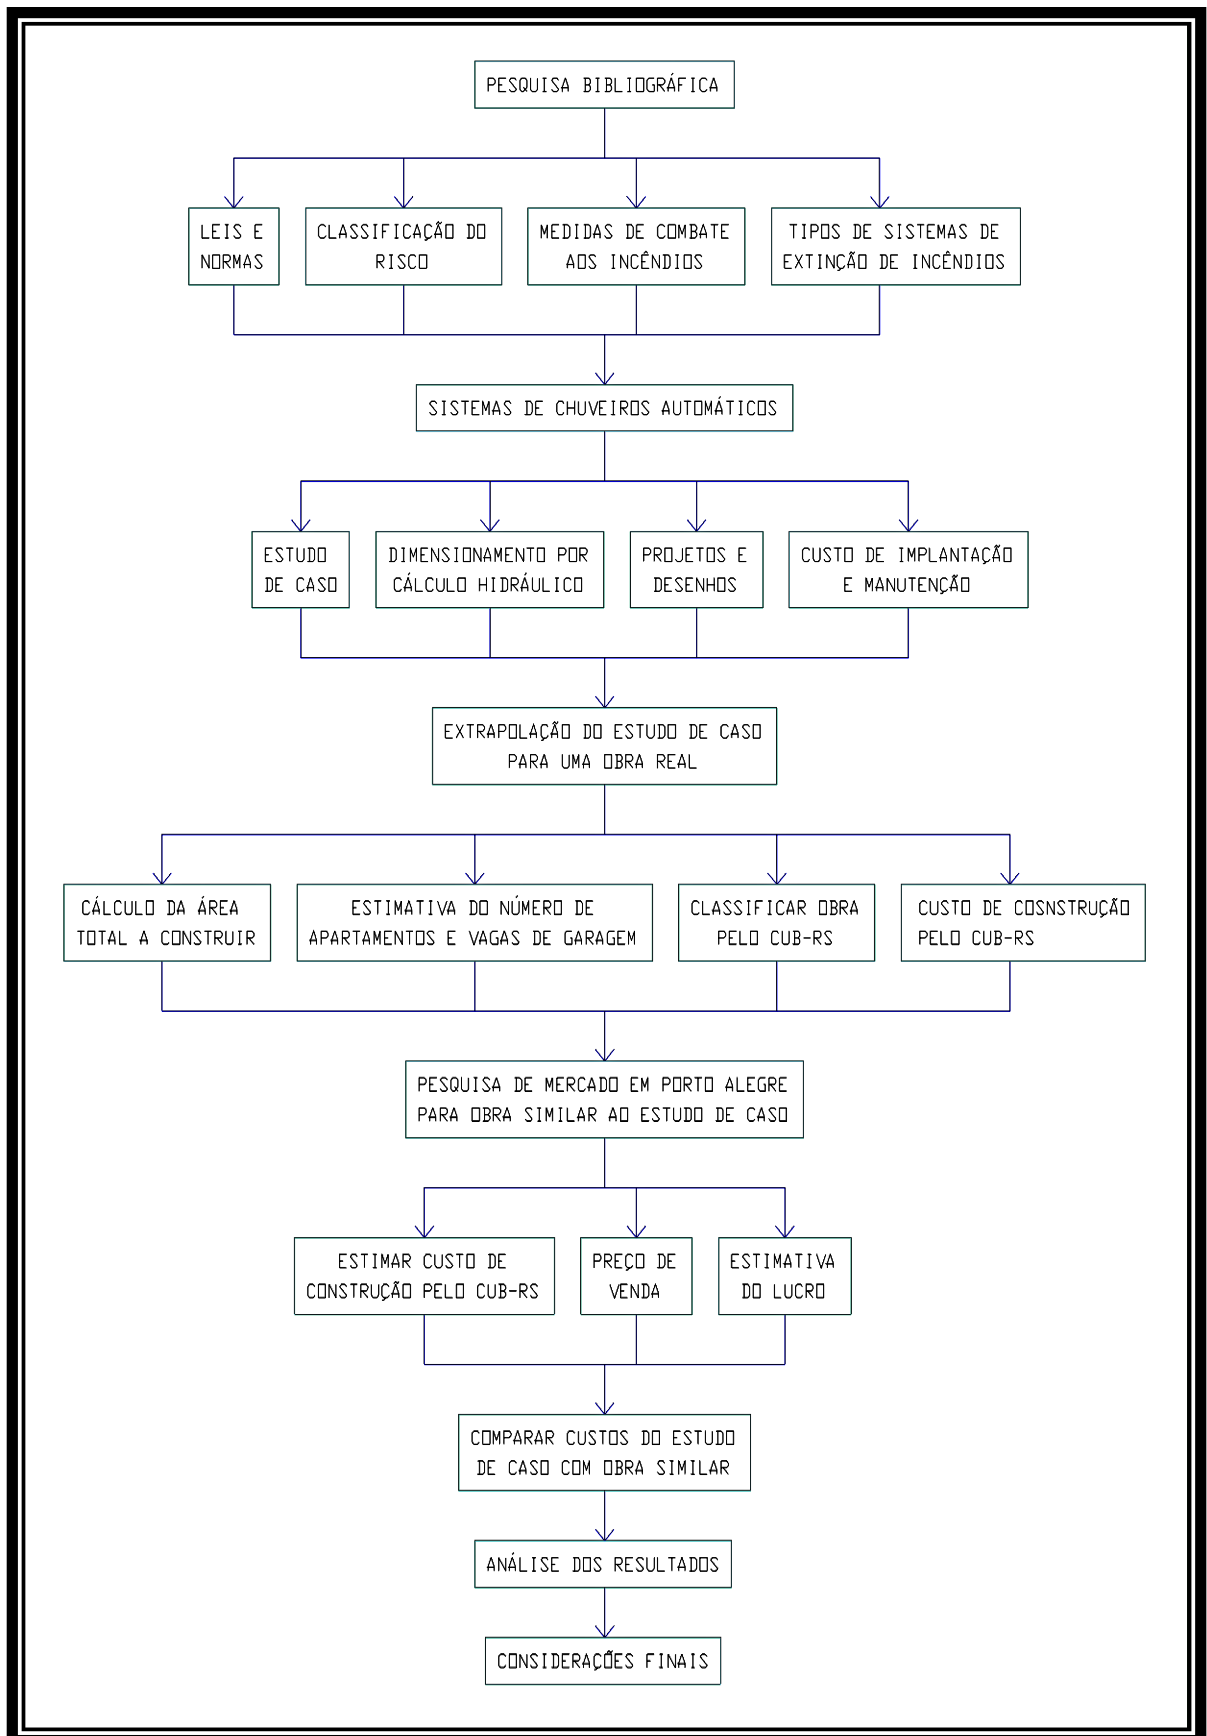 PESQUISA BIBLIOGRÁFICA
LEIS E
NORMAS
CLASSIFICAÇÃO DO
RISCO
MEDIDAS DE COMBATE
AOS INCÊNDIOS
TIPOS DE SISTEMAS DE
EXTINÇÃO DE INCÊNDIOS
SISTEMAS DE CHUVEIROS AUTOMÁTICOS
ESTUDO
DE CASO
DIMENSIONAMENTO POR
CÁLCULO HIDRÁULICO
PROJETOS E
DESENHOS
CUSTO DE IMPLANTAÇÃO
E MANUTENÇÃO
EXTRAPOLAÇÃO DO ESTUDO DE CASO
PARA UMA OBRA REAL
CÁLCULO DA ÁREA
TOTAL A CONSTRUIR
ESTIMATIVA DO NÚMERO DE
APARTAMENTOS E VAGAS DE GARAGEM
CLASSIFICAR OBRA
PELO CUB-RS
CUSTO DE COSNSTRUÇÃO
PELO CUB-RS
PESQUISA DE MERCADO EM PORTO ALEGRE
PARA OBRA SIMILAR AO ESTUDO DE CASO
ESTIMAR CUSTO DE
CONSTRUÇÃO PELO CUB-RS
PREÇO DE
VENDA
ESTIMATIVA
DO LUCRO
COMPARAR CUSTOS DO ESTUDO
DE CASO COM OBRA SIMILAR
ANÁLISE DOS RESULTADOS
CONSIDERAÇÕES FINAIS